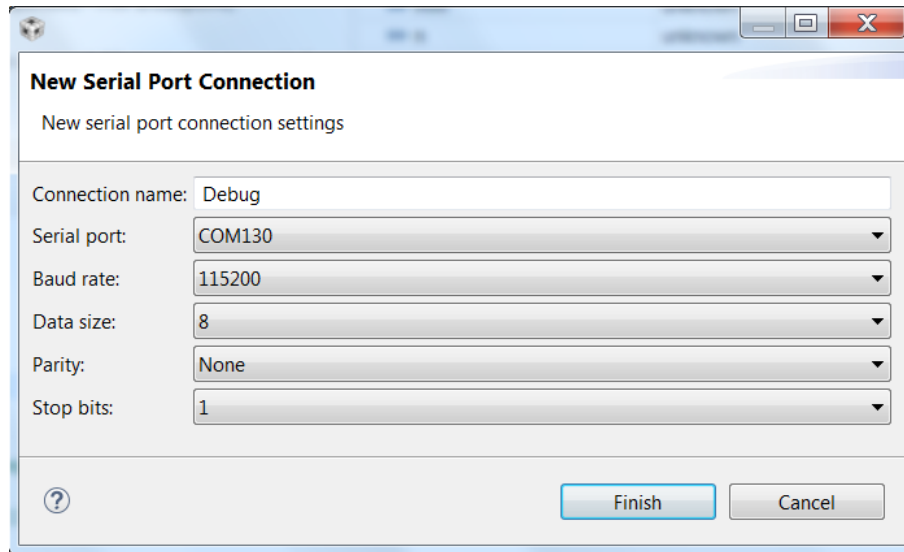 New Serial Port Connection
New serial port connection settings
Connection name: Debug
Serial port: COM130
Baud rate: 115200
Data size: 8
Parity: None
Stop bits: 1
Finish Cancel